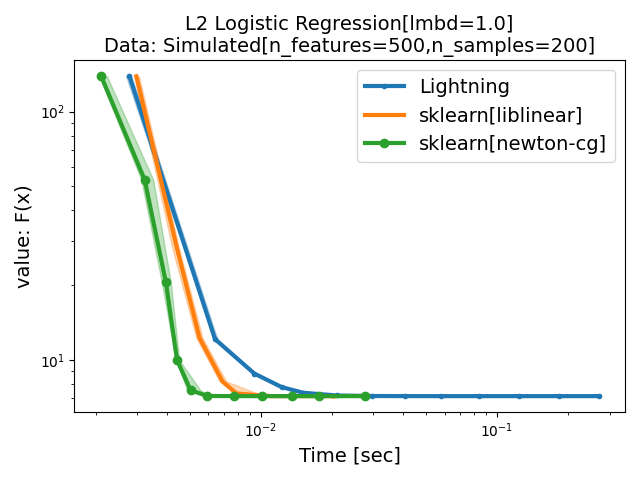 L2 Logistic Regression[lmbd=1.0]
Data: Simulated[n_features=500,n_samples=200]
Lightning
sklearn[liblinear]
sklearn[newton-cg]
value: F(x)
10²
10¹
10⁻²
10⁻¹
Time [sec]